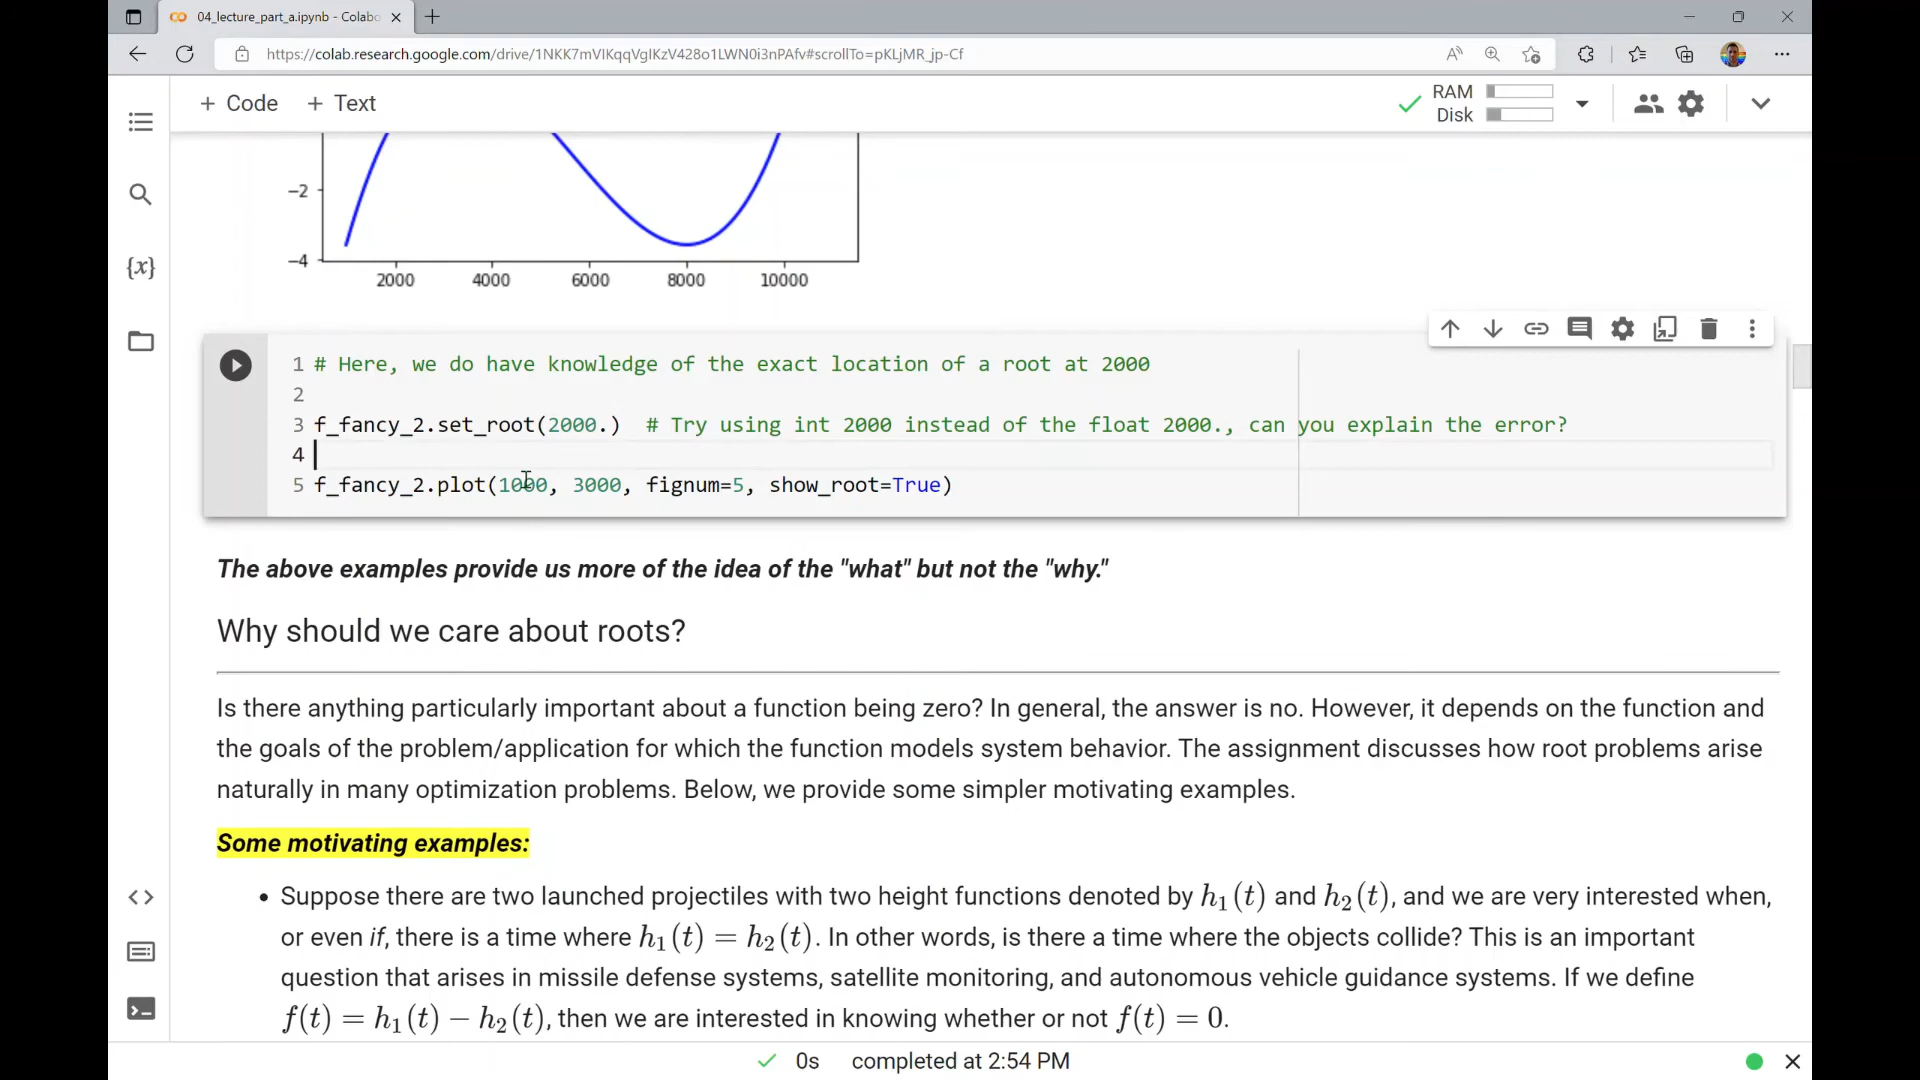 04_lecture_part_a.ipynb - Colabo
https://colab.research.google.com/drive/1NKK7mVIKqqVgIKzV428o1LWN0i3nPAfv#scrollTo=pKLjMR_jp-Cf
+ Code + Text
RAM
Disk
−2
−4
2000 4000 6000 8000 10000
{x}
1 # Here, we do have knowledge of the exact location of a root at 2000
2
3 f_fancy_2.set_root(2000.)  # Try using int 2000 instead of the float 2000., can you explain the error?
4
5 f_fancy_2.plot(1000, 3000, fignum=5, show_root=True)
The above examples provide us more of the idea of the "what" but not the "why."
Why should we care about roots?
Is there anything particularly important about a function being zero? In general, the answer is no. However, it depends on the function and
the goals of the problem/application for which the function models system behavior. The assignment discusses how root problems arise
naturally in many optimization problems. Below, we provide some simpler motivating examples.
Some motivating examples:
• Suppose there are two launched projectiles with two height functions denoted by h₁(t) and h₂(t), and we are very interested when,
or even if, there is a time where h₁(t) = h₂(t). In other words, is there a time where the objects collide? This is an important
question that arises in missile defense systems, satellite monitoring, and autonomous vehicle guidance systems. If we define
f(t) = h₁(t) − h₂(t), then we are interested in knowing whether or not f(t) = 0.
0s completed at 2:54 PM